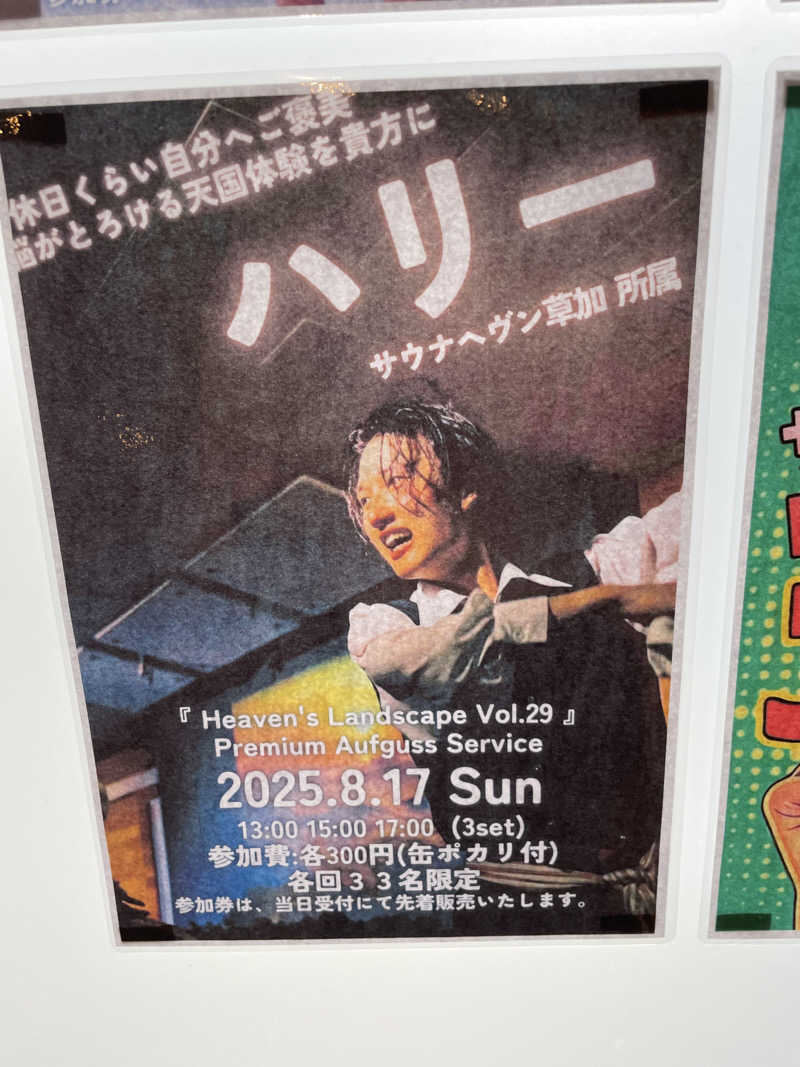 休日くらい自分へご褒美
脳がとろける天国体験を貴方に
ハリー
サウナヘヴン草加 所属
『 Heaven's Landscape Vol.29 』
Premium Aufguss Service
2025.8.17 Sun
13:00 15:00 17:00 (3set)
参加費:各300円(缶ポカリ付)
各回３３名限定
参加券は、当日受付にて先着販売いたします。